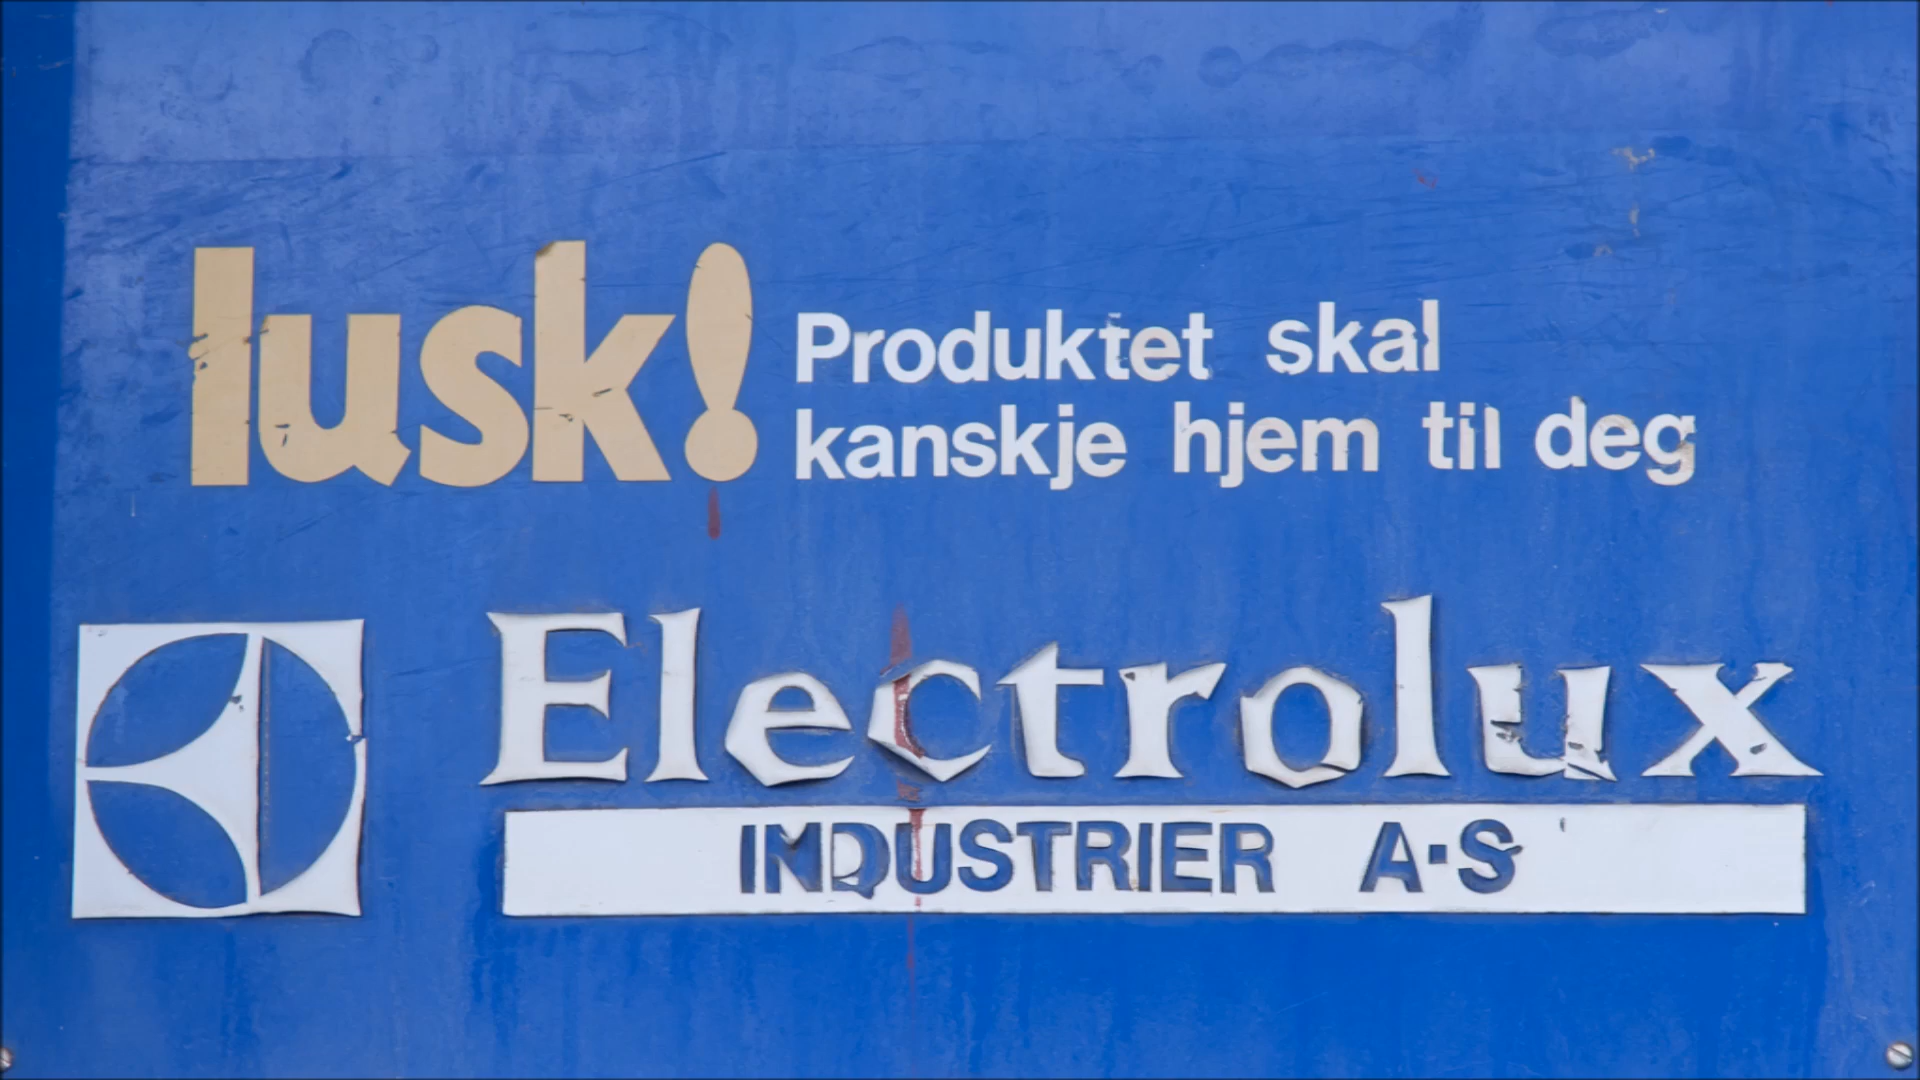 lusk!
Produktet skal
kanskje hjem til deg
Electrolux
INDUSTRIER A·S